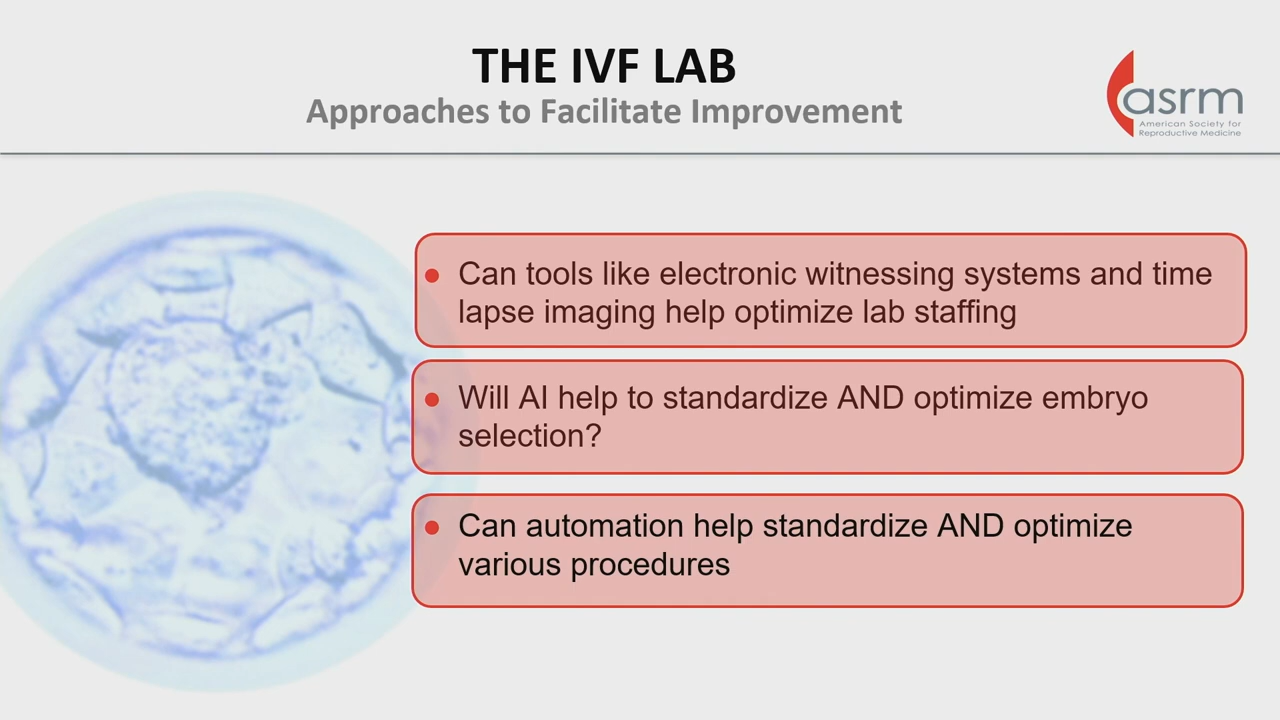 THE IVF LAB
Approaches to Facilitate Improvement
asrm
American Society for
Reproductive Medicine
● Can tools like electronic witnessing systems and time
lapse imaging help optimize lab staffing
● Will AI help to standardize AND optimize embryo
selection?
● Can automation help standardize AND optimize
various procedures